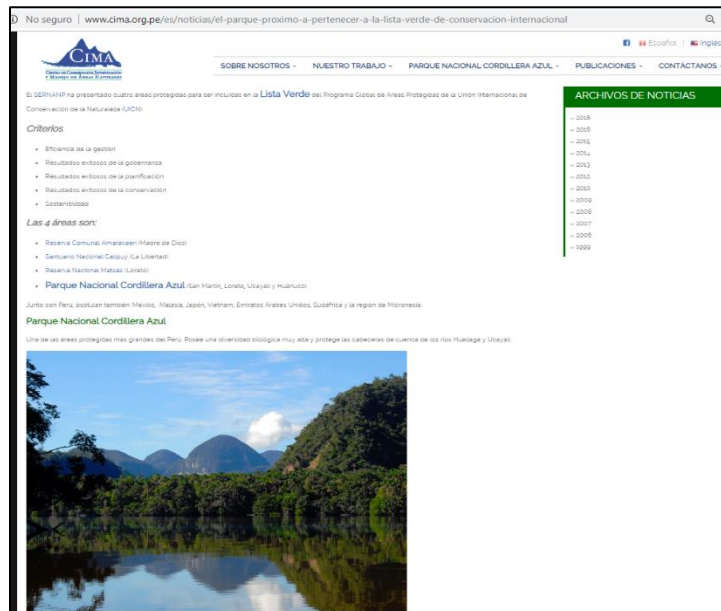 No seguro | www.cima.org.pe/es/noticias/el-parque-proximo-a-pertenecer-a-la-lista-verde-de-conservacion-internacional
Español | Inglés
CIMA
CENTRO DE CONSERVACIÓN, INVESTIGACIÓN
Y MANEJO DE ÁREAS NATURALES
SOBRE NOSOTROS - NUESTRO TRABAJO - PARQUE NACIONAL CORDILLERA AZUL - PUBLICACIONES - CONTÁCTANOS -
El SERNANP ha presentado cuatro áreas protegidas para ser incluidas en la Lista Verde del Programa Global de Áreas Protegidas de la Unión Internacional de
Conservación de la Naturaleza (UICN).
Criterios
Eficiencia de la gestión
Resultados exitosos de la gobernanza
Resultados exitosos de la planificación
Resultados exitosos de la conservación
Sostenibilidad
Las 4 áreas son:
Reserva Comunal Amarakaeri (Madre de Dios)
Santuario Nacional Calipuy (La Libertad)
Reserva Nacional Matsés (Loreto)
Parque Nacional Cordillera Azul (San Martín, Loreto, Ucayali y Huánuco)
Junto con Perú, postulan también: México, Malasia, Japón, Vietnam, Emiratos Árabes Unidos, Sudáfrica y la región de Micronesia.
Parque Nacional Cordillera Azul
Una de las áreas protegidas más grandes del Perú. Posee una diversidad biológica muy alta y protege las cabeceras de cuenca de los ríos Huallaga y Ucayali.
ARCHIVOS DE NOTICIAS
2018
2016
2015
2014
2013
2012
2010
2009
2008
2007
2006
1999